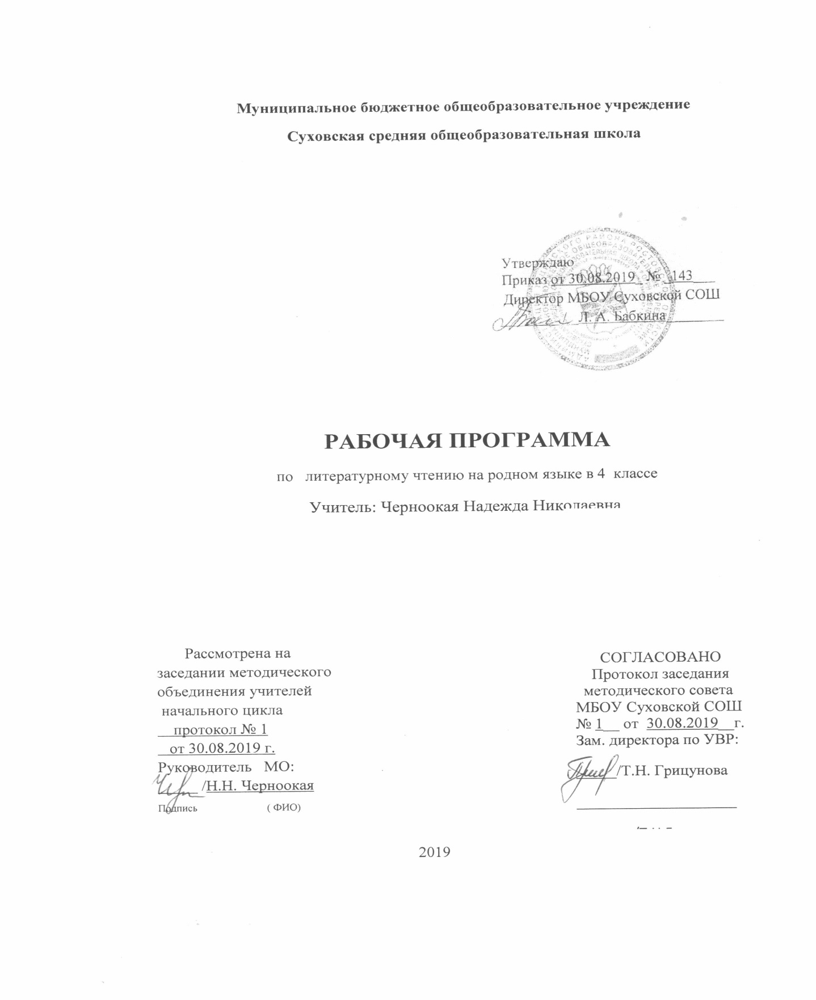 Муниципальное бюджетное общеобразовательное учреждение
Суховская средняя общеобразовательная школа
Утверждаю
Приказ от 30.08.2019 № 143
Директор МБОУ Суховской СОШ
Л. А. Бабкина
РАБОЧАЯ ПРОГРАММА
по литературному чтению на родном языке в 4 классе
Учитель: Черноокая Надежда Николаевна
Рассмотрена на
заседании методического
объединения учителей
начального цикла
протокол № 1
от 30.08.2019 г.
Руководитель МО:
/Н.Н. Черноокая
Подпись ( ФИО)
СОГЛАСОВАНО
Протокол заседания
методического совета
МБОУ Суховской СОШ
№ 1 от 30.08.2019 г.
Зам. директора по УВР:
/Т.Н. Грицунова
2019